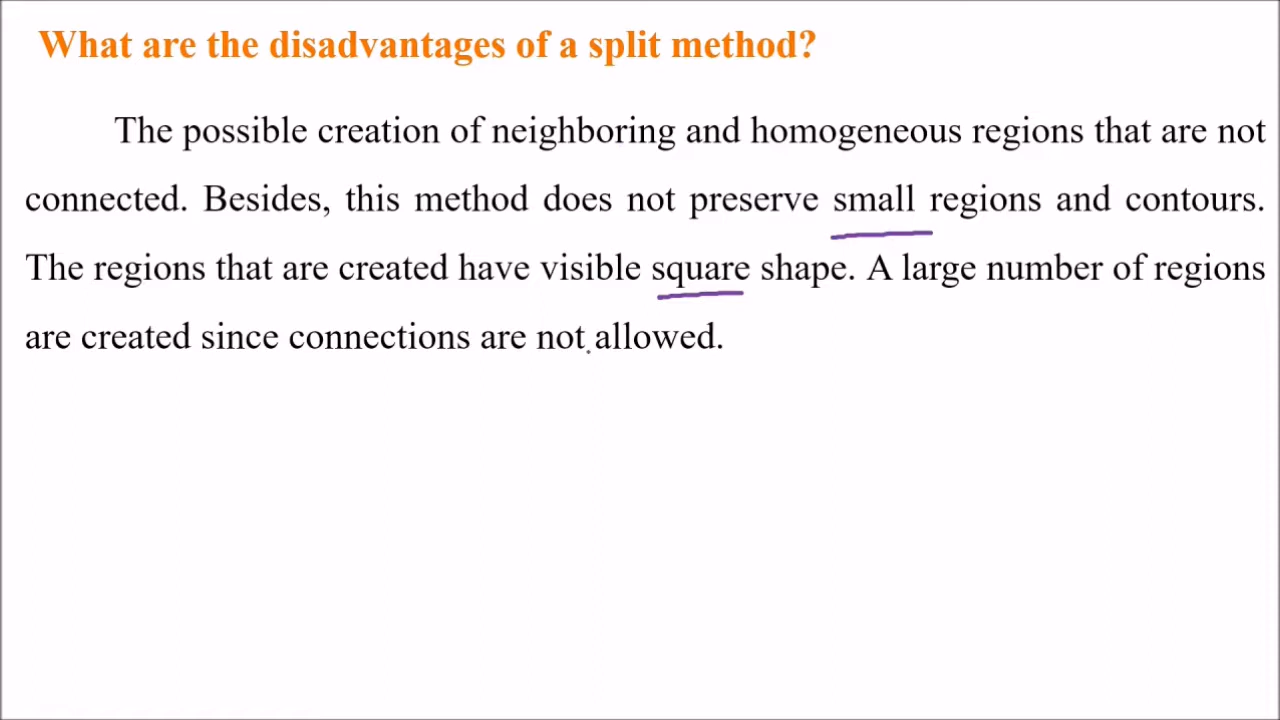 What are the disadvantages of a split method?
The possible creation of neighboring and homogeneous regions that are not
connected. Besides, this method does not preserve small regions and contours.
The regions that are created have visible square shape. A large number of regions
are created since connections are not allowed.